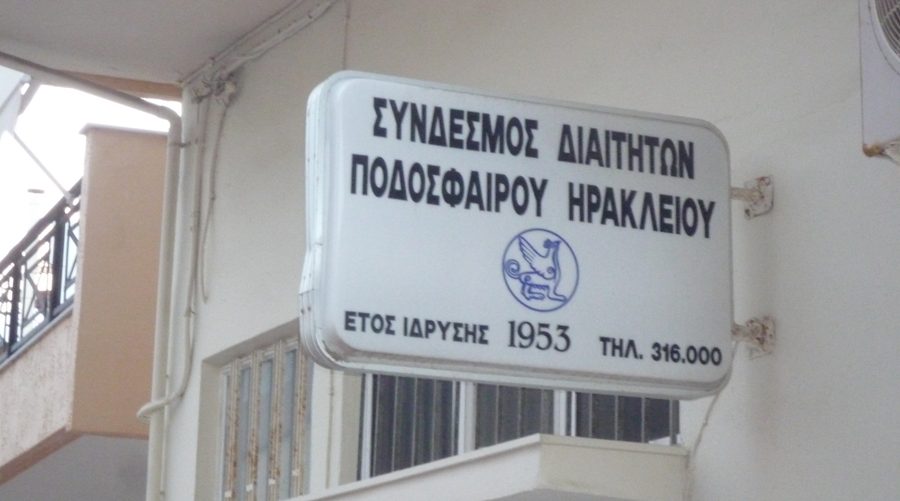 ΣΥΝΔΕΣΜΟΣ ΔΙΑΙΤΗΤΩΝ
ΠΟΔΟΣΦΑΙΡΟΥ ΗΡΑΚΛΕΙΟΥ
ΕΤΟΣ ΙΔΡΥΣΗΣ 1953 ΤΗΛ. 316.000